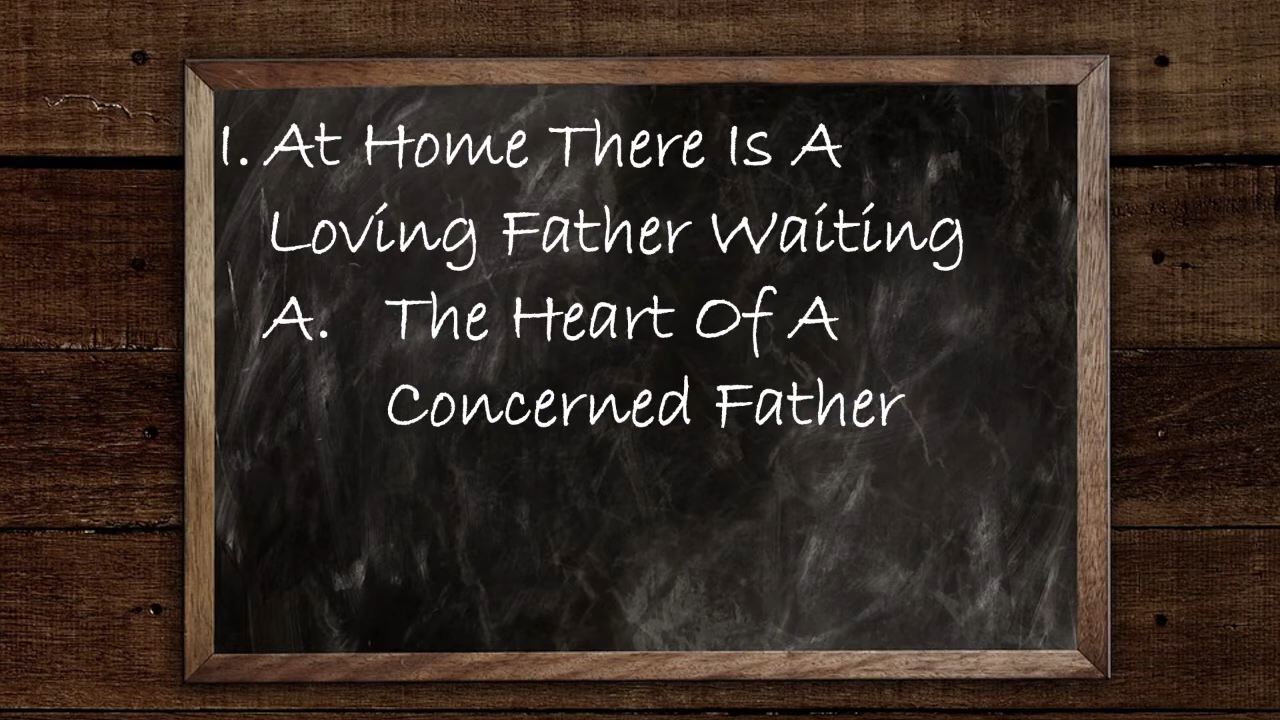 I. At Home There Is A
Loving Father Waiting
A. The Heart Of A
Concerned Father